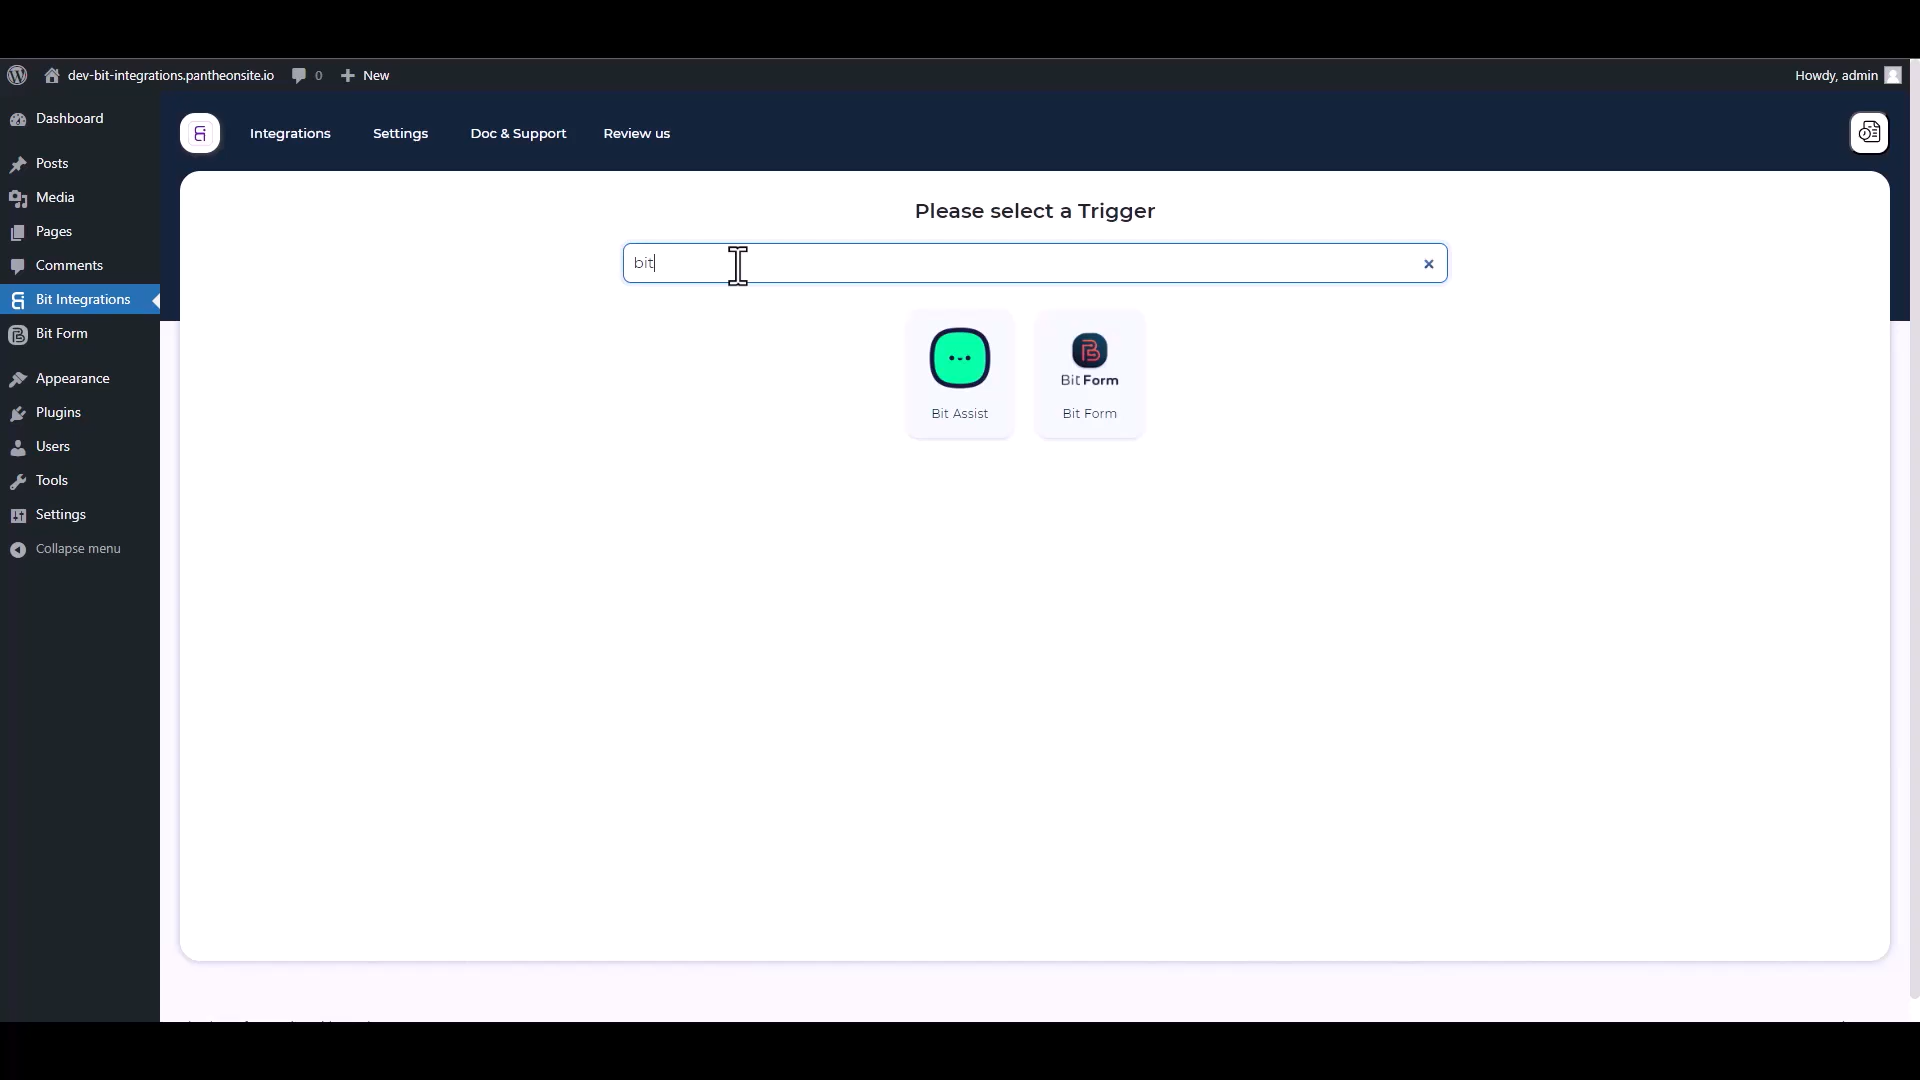 dev-bit-integrations.pantheonsite.io 0 New Howdy, admin
Dashboard
Posts
Media
Pages
Comments
Bit Integrations
Bit Form
Appearance
Plugins
Users
Tools
Settings
Collapse menu
Integrations Settings Doc & Support Review us
Please select a Trigger
bit
Bit Form
Bit Assist Bit Form